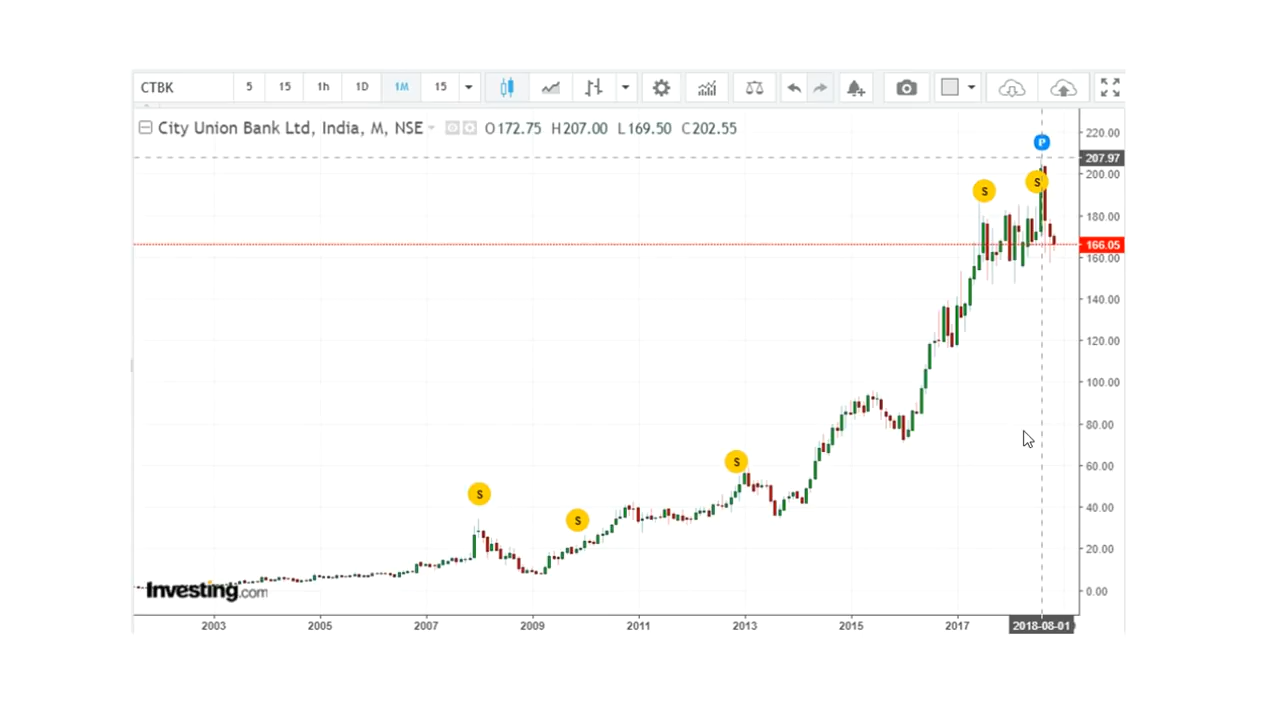 CTBK 5 15 1h 1D 1M 15
City Union Bank Ltd, India, M, NSE O172.75 H207.00 L169.50 C202.55
220.00
P
207.97
200.00
S
S
180.00
166.05
160.00
140.00
120.00
100.00
80.00
S
60.00
S
40.00
S
20.00
Investing.com
0.00
2003 2005 2007 2009 2011 2013 2015 2017 2018-08-01